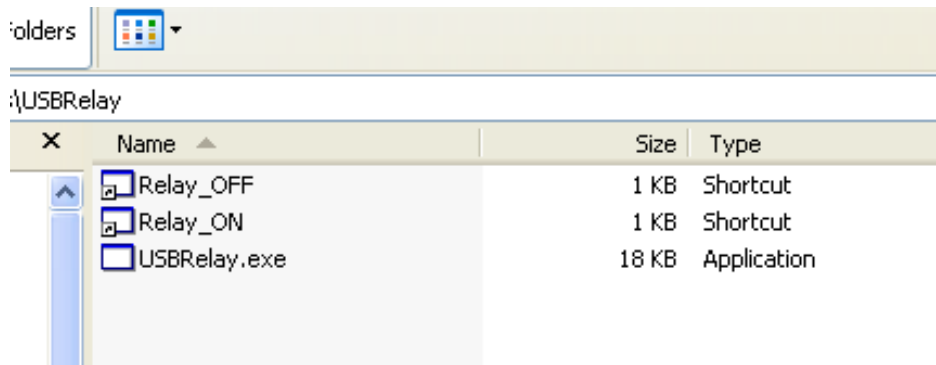 olders
\USBRelay
Name Size Type
Relay_OFF 1 KB Shortcut
Relay_ON 1 KB Shortcut
USBRelay.exe 18 KB Application